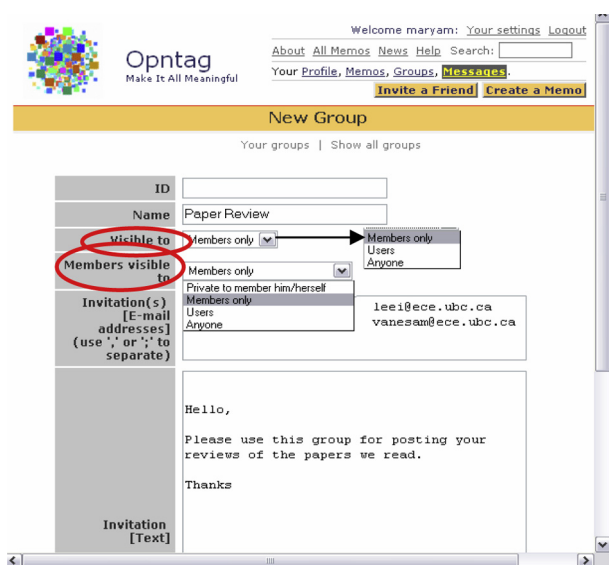 Welcome maryam: Your settings Logout
Opntag
Make It All Meaningful
About All Memos News Help Search:
Your Profile, Memos, Groups, Messages.
Invite a Friend Create a Memo
New Group
Your groups | Show all groups
ID
Name Paper Review
Visible to Members only
Members only
Users
Anyone
Members visible to Members only
Private to member him/herself
Members only
Users
Anyone
Invitation(s)
[E-mail
addresses]
(use ',' or ';' to
separate)
leei@ece.ubc.ca
vanesam@ece.ubc.ca
Hello,
Please use this group for posting your
reviews of the papers we read.
Thanks
Invitation
[Text]